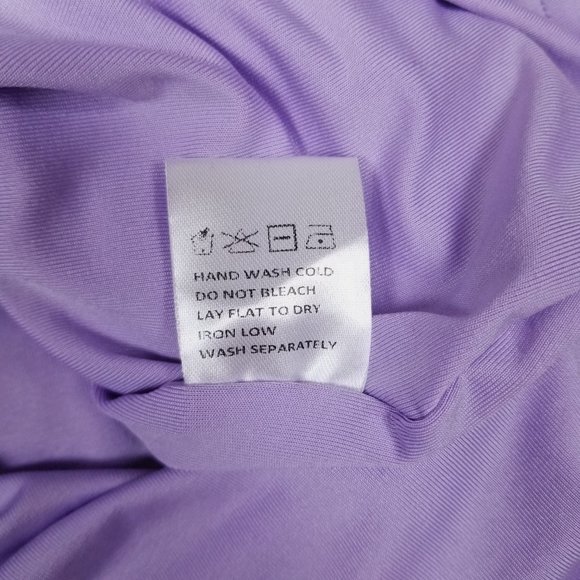 HAND WASH COLD
DO NOT BLEACH
LAY FLAT TO DRY
IRON LOW
WASH SEPARATELY